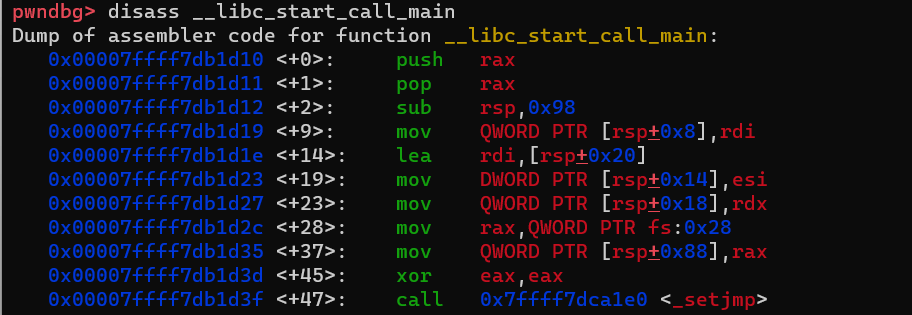 pwndbg> disass __libc_start_call_main
Dump of assembler code for function __libc_start_call_main:
   0x00007ffff7db1d10 <+0>:     push   rax
   0x00007ffff7db1d11 <+1>:     pop    rax
   0x00007ffff7db1d12 <+2>:     sub    rsp,0x98
   0x00007ffff7db1d19 <+9>:     mov    QWORD PTR [rsp+0x8],rdi
   0x00007ffff7db1d1e <+14>:    lea    rdi,[rsp+0x20]
   0x00007ffff7db1d23 <+19>:    mov    DWORD PTR [rsp+0x14],esi
   0x00007ffff7db1d27 <+23>:    mov    QWORD PTR [rsp+0x18],rdx
   0x00007ffff7db1d2c <+28>:    mov    rax,QWORD PTR fs:0x28
   0x00007ffff7db1d35 <+37>:    mov    QWORD PTR [rsp+0x88],rax
   0x00007ffff7db1d3d <+45>:    xor    eax,eax
   0x00007ffff7db1d3f <+47>:    call   0x7ffff7dca1e0 <_setjmp>